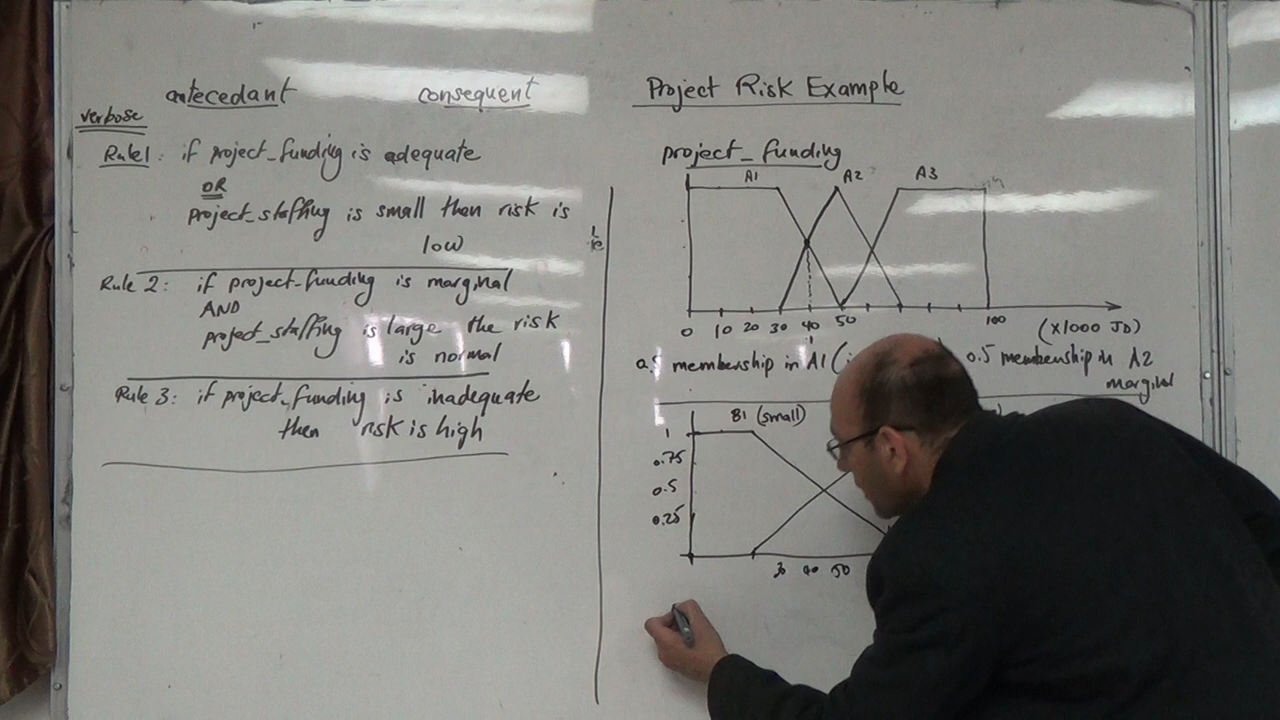 antecedant consequent
verbose
Rule1: if project_funding is adequate
OR
project_staffing is small then risk is
low
Rule 2: if project_funding is marginal
AND
project_staffing is large the risk
is normal
Rule 3: if project_funding is inadequate
then risk is high
Project Risk Example
project_funding
A1 A2 A3
0 10 20 30 40 50 100 (x1000 JD)
0.5 membership in A1 ( 0.5 membership in A2
marginal
B1 (small)
1
0.75
0.5
0.25
30 40 50